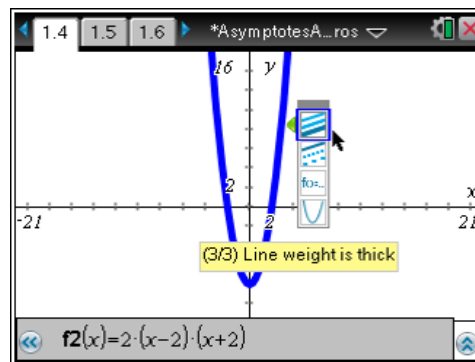 1.4 1.5 1.6 *AsymptotesA...ros
16 y
f(x)=...
2
x
-21 2 21
(3/3) Line weight is thick
f2(x)=2·(x-2)·(x+2)